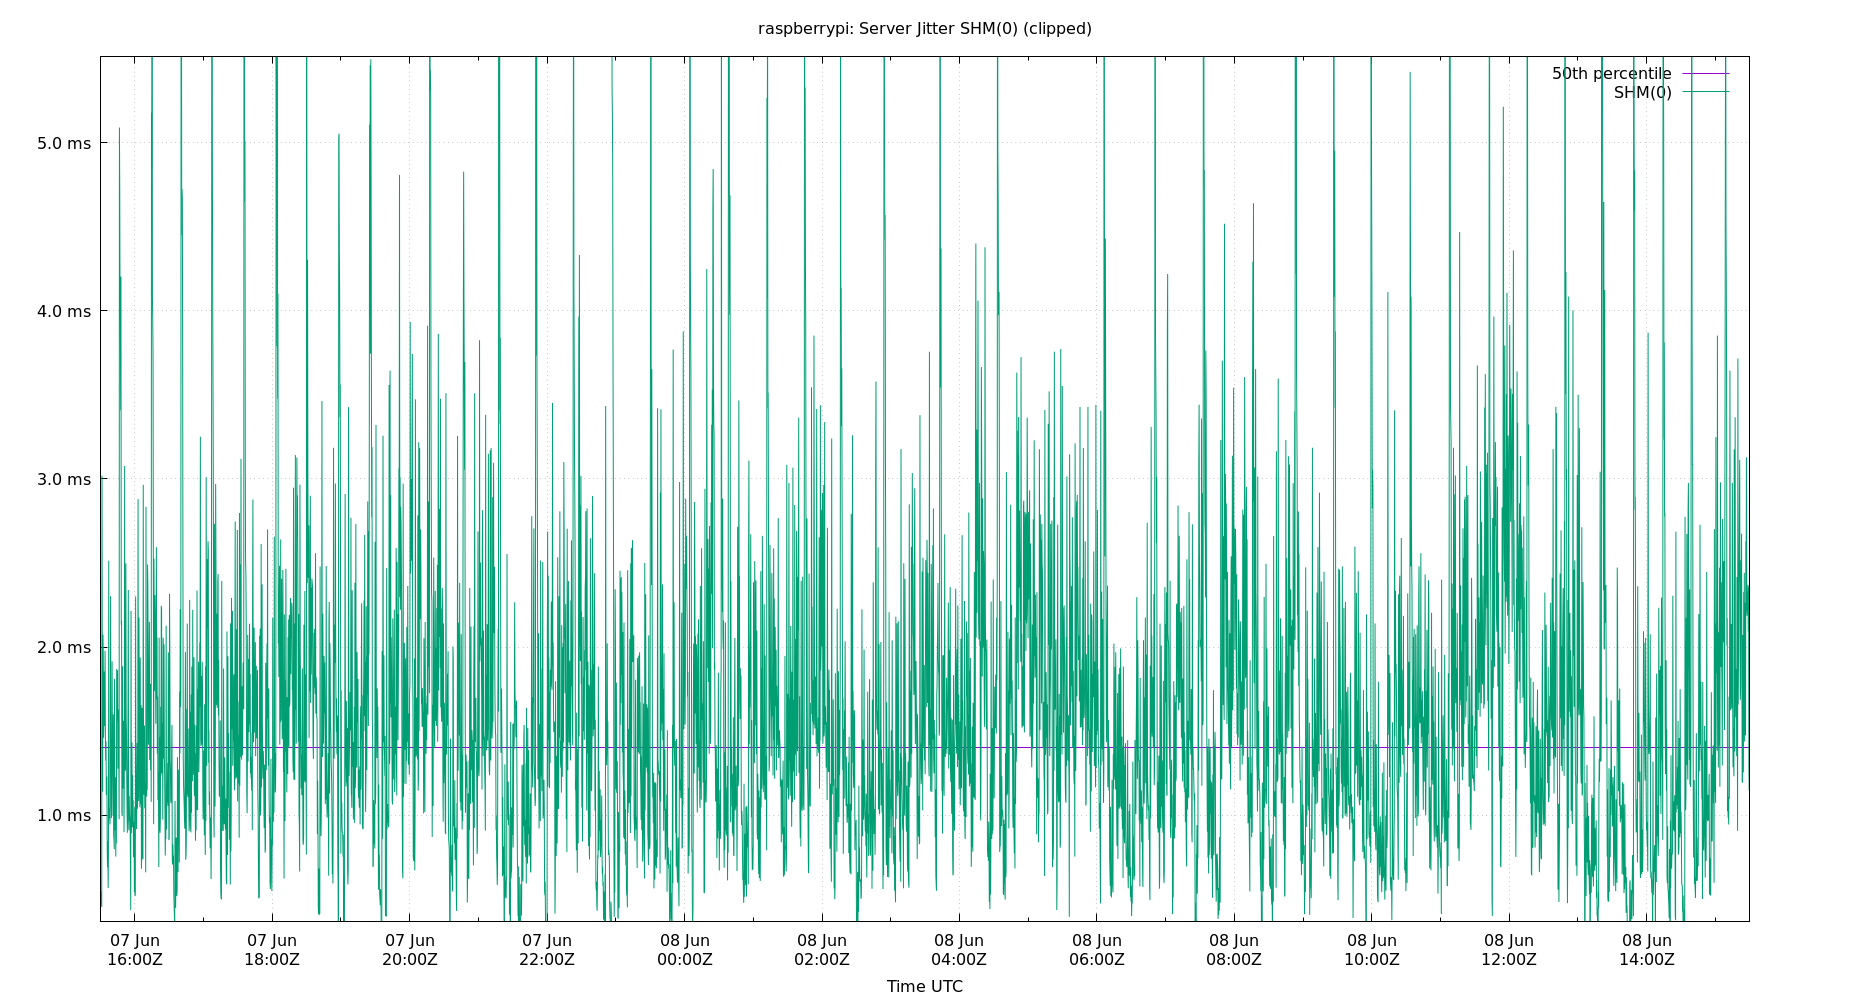 raspberrypi: Server Jitter SHM(0) (clipped)
50th percentile
SHM(0)
5.0 ms
4.0 ms
3.0 ms
2.0 ms
1.0 ms
07 Jun 07 Jun 07 Jun 07 Jun 08 Jun 08 Jun 08 Jun 08 Jun 08 Jun 08 Jun 08 Jun 08 Jun
16:00Z 18:00Z 20:00Z 22:00Z 00:00Z 02:00Z 04:00Z 06:00Z 08:00Z 10:00Z 12:00Z 14:00Z
Time UTC